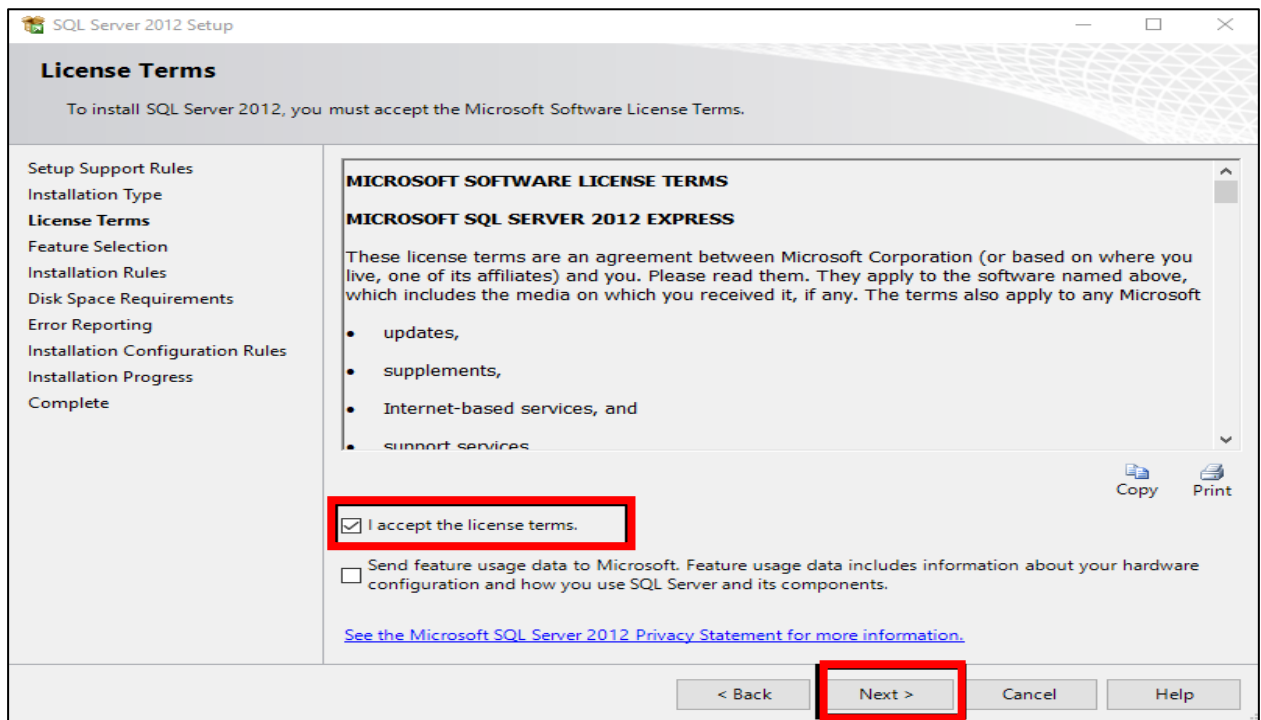 SQL Server 2012 Setup
License Terms
To install SQL Server 2012, you must accept the Microsoft Software License Terms.
Setup Support Rules
Installation Type
License Terms
Feature Selection
Installation Rules
Disk Space Requirements
Error Reporting
Installation Configuration Rules
Installation Progress
Complete
MICROSOFT SOFTWARE LICENSE TERMS
MICROSOFT SQL SERVER 2012 EXPRESS
These license terms are an agreement between Microsoft Corporation (or based on where you
live, one of its affiliates) and you. Please read them. They apply to the software named above,
which includes the media on which you received it, if any. The terms also apply to any Microsoft
• updates,
• supplements,
• Internet-based services, and
• support services
Copy Print
I accept the license terms.
Send feature usage data to Microsoft. Feature usage data includes information about your hardware
configuration and how you use SQL Server and its components.
See the Microsoft SQL Server 2012 Privacy Statement for more information.
< Back Next > Cancel Help